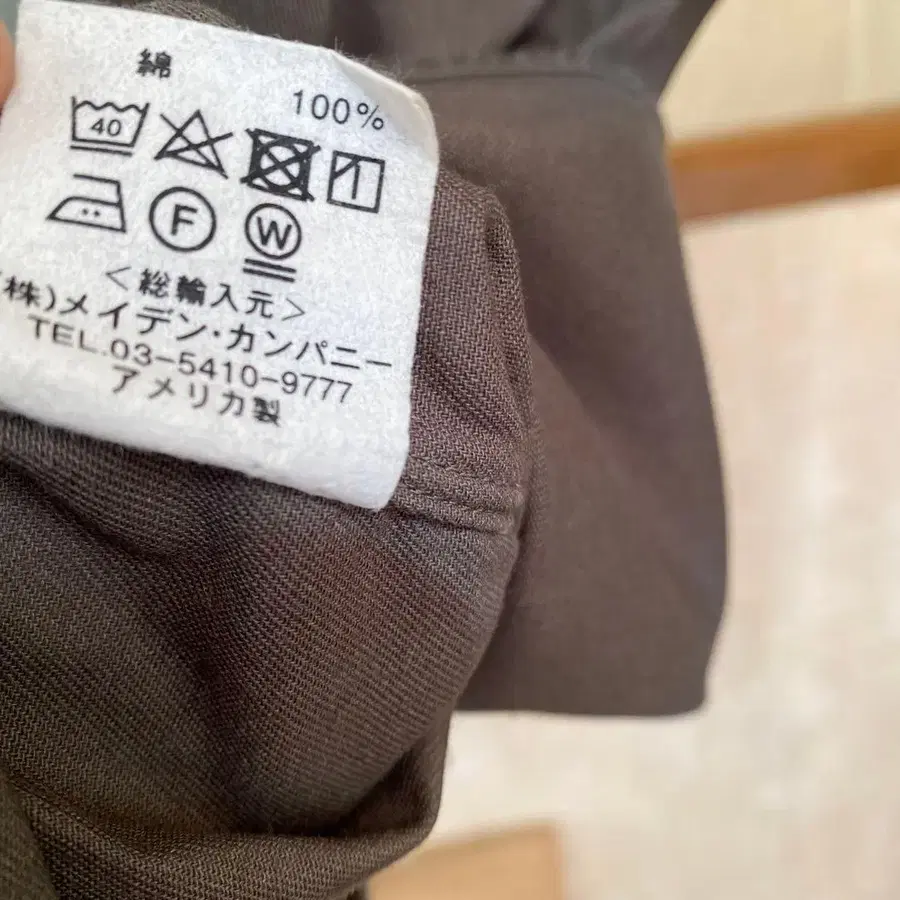 綿
100%
40
F W
<総輸入元>
(株)メイデン・カンパニー
TEL.03-5410-9777
アメリカ製